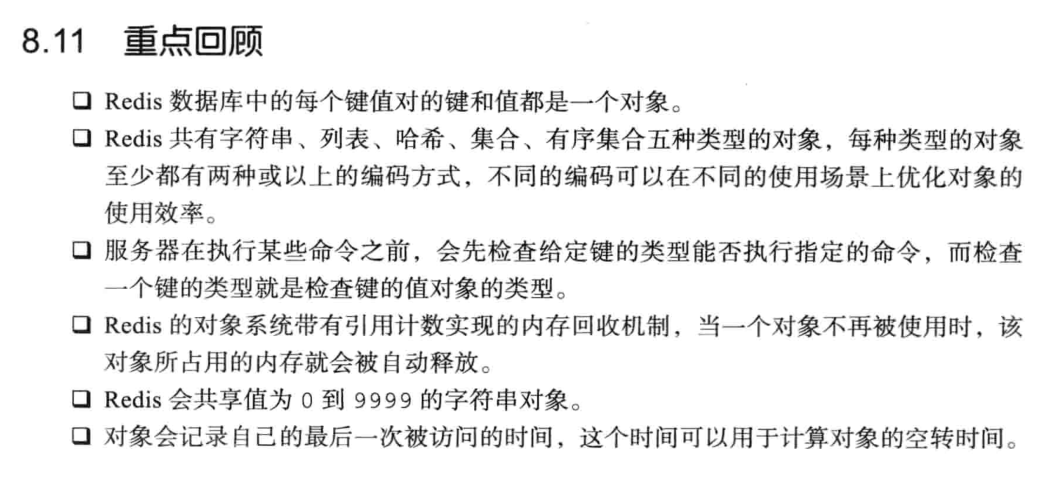 8.11 重点回顾
❑ Redis 数据库中的每个键值对的键和值都是一个对象。
❑ Redis 共有字符串、列表、哈希、集合、有序集合五种类型的对象，每种类型的对象
至少都有两种或以上的编码方式，不同的编码可以在不同的使用场景上优化对象的
使用效率。
❑ 服务器在执行某些命令之前，会先检查给定键的类型能否执行指定的命令，而检查
一个键的类型就是检查键的值对象的类型。
❑ Redis 的对象系统带有引用计数实现的内存回收机制，当一个对象不再被使用时，该
对象所占用的内存就会被自动释放。
❑ Redis 会共享值为 0 到 9999 的字符串对象。
❑ 对象会记录自己的最后一次被访问的时间，这个时间可以用于计算对象的空转时间。